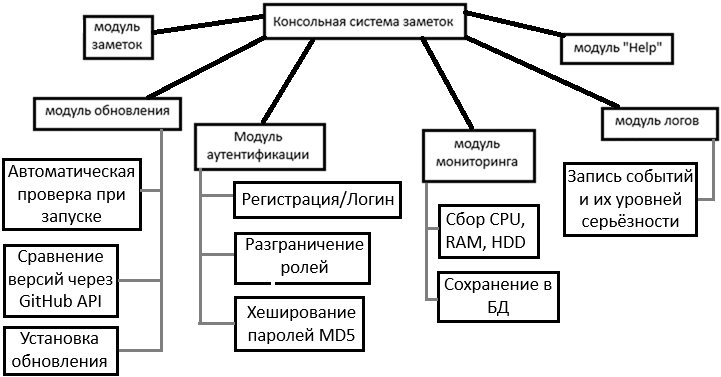 Консольная система заметок
модуль
заметок
модуль "Help"
модуль обновления
Модуль
аутентификации
модуль
мониторинга
модуль логов
Автоматическая
проверка при
запуске
Сравнение
версий через
GitHub API
Установка
обновления
Регистрация/Логин
Разграничение
ролей
Хеширование
паролей MD5
Сбор CPU,
RAM, HDD
Сохранение в
БД
Запись событий
и их уровней
серьёзности